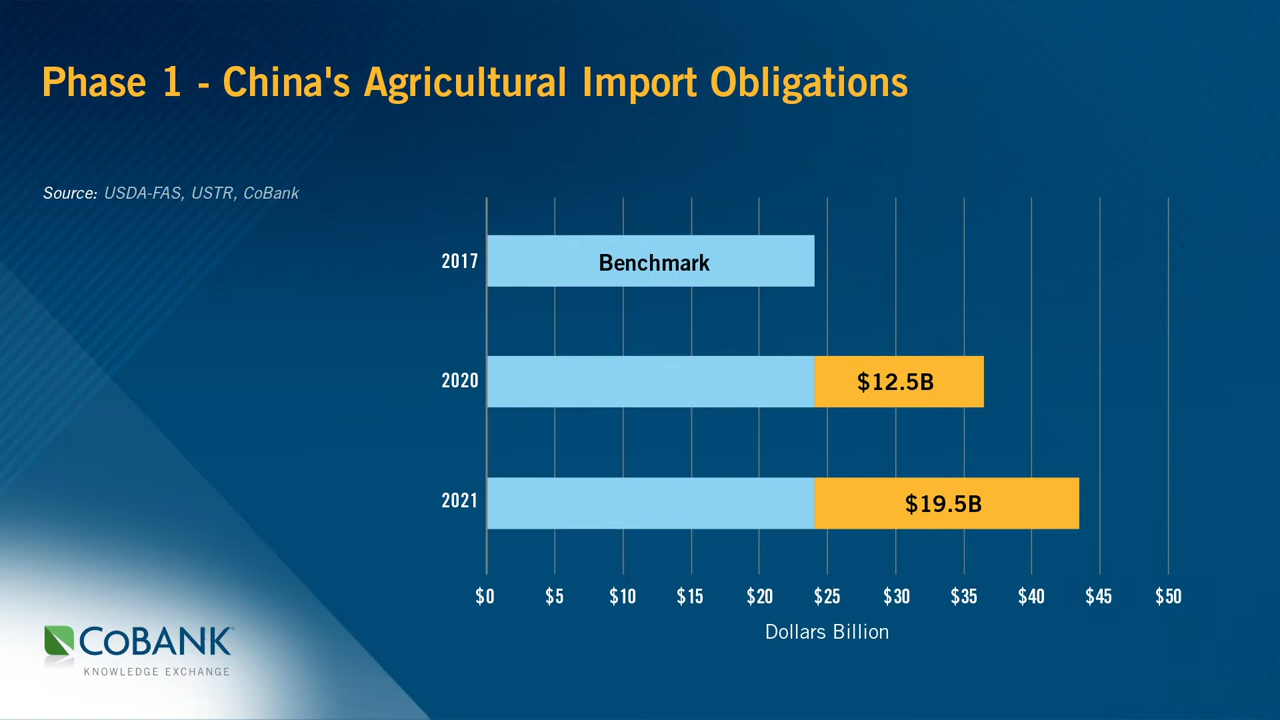 Phase 1 - China's Agricultural Import Obligations
Source: USDA-FAS, USTR, CoBank
2017
Benchmark
2020
$12.5B
2021
$19.5B
$0 $5 $10 $15 $20 $25 $30 $35 $40 $45 $50
Dollars Billion
COBANK
KNOWLEDGE EXCHANGE